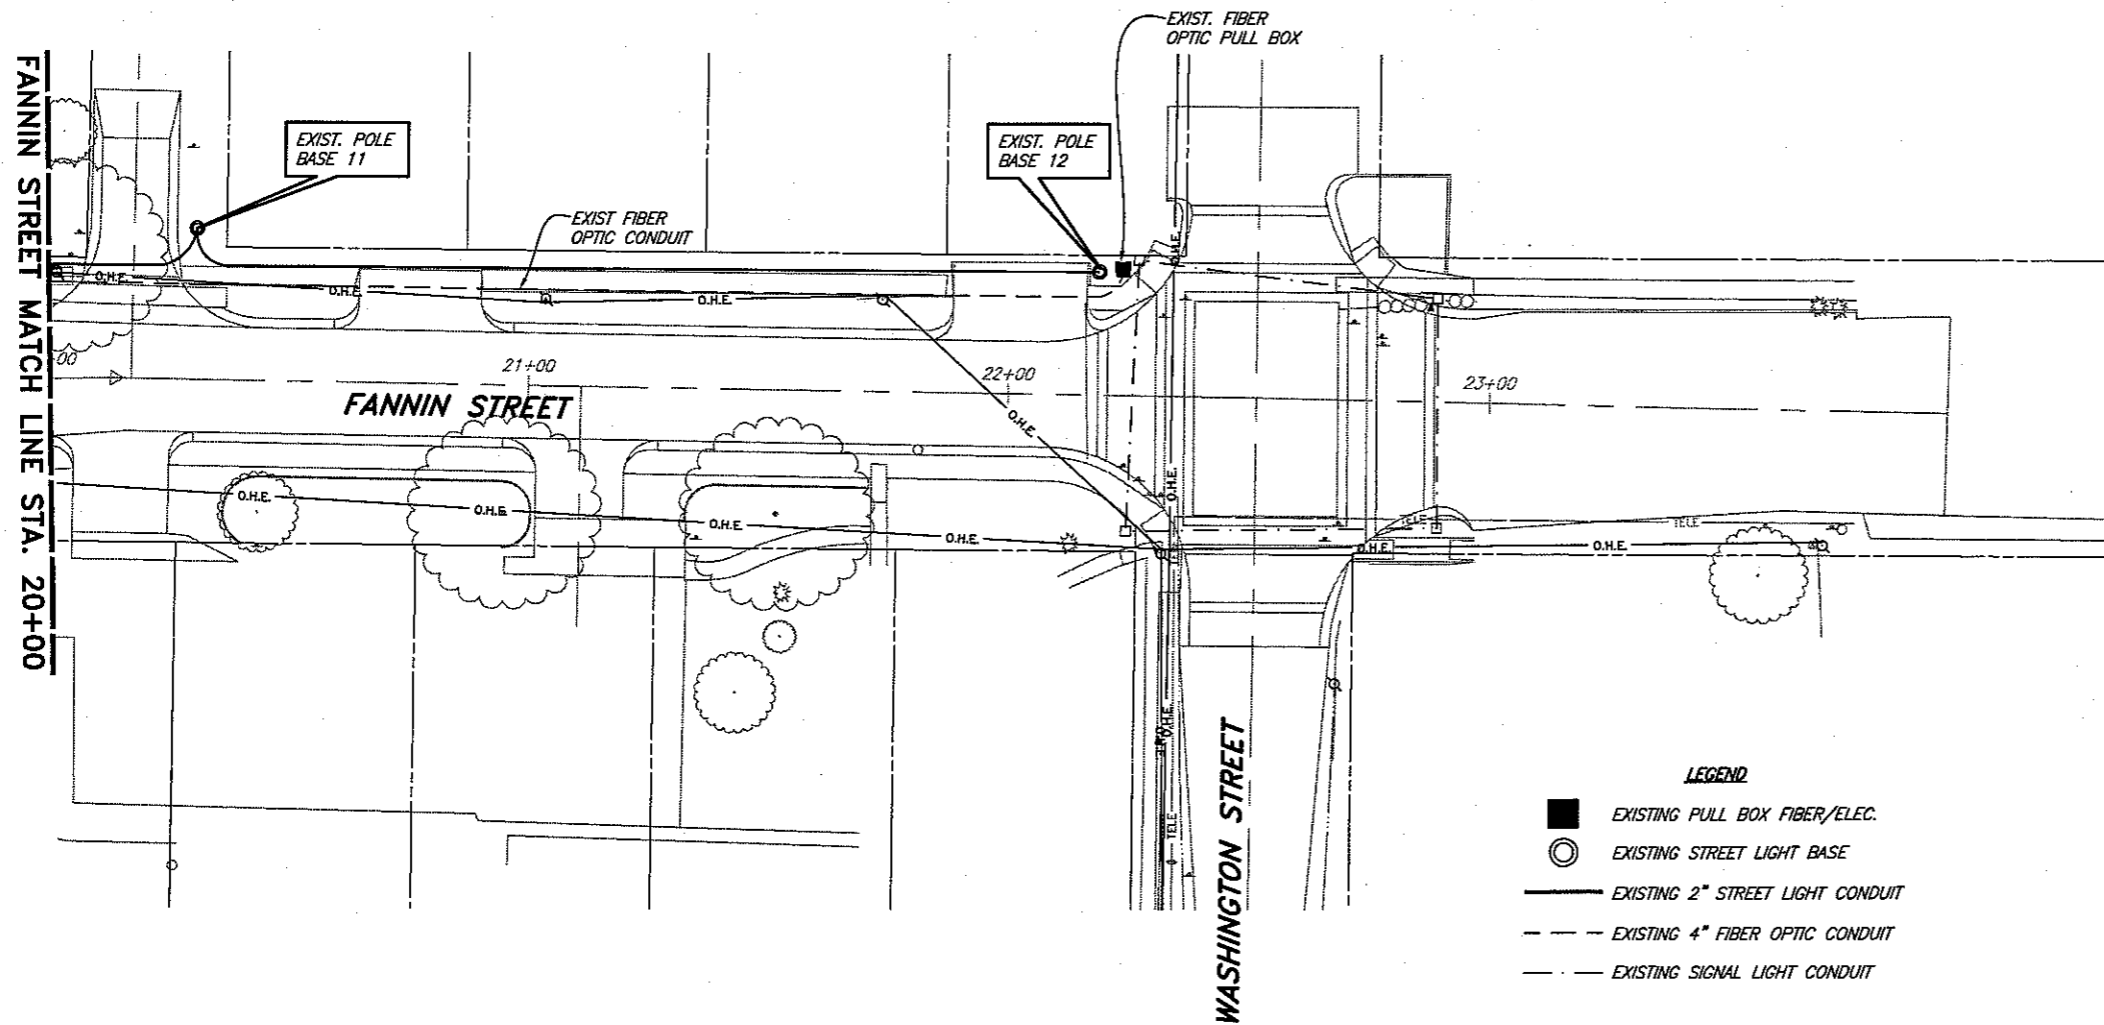 EXIST. FIBER
OPTIC PULL BOX
FANNIN STREET MATCH LINE STA. 20+00
EXIST. POLE
BASE 11
EXIST. POLE
BASE 12
EXIST FIBER
OPTIC CONDUIT
O.H.E.
O.H.E.
O.H.E.
O.H.E.
00
21+00
22+00
23+00
FANNIN STREET
O.H.E.
O.H.E.
O.H.E.
O.H.E.
O.H.E.
O.H.E.
O.H.E.
O.H.E.
TELE
TELE
O.H.E.
TELE
WASHINGTON STREET
LEGEND
EXISTING PULL BOX FIBER/ELEC.
EXISTING STREET LIGHT BASE
EXISTING 2" STREET LIGHT CONDUIT
EXISTING 4" FIBER OPTIC CONDUIT
EXISTING SIGNAL LIGHT CONDUIT